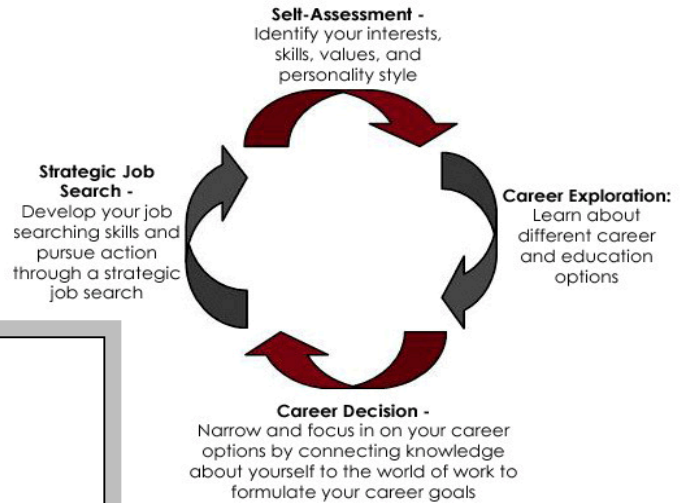 Self-Assessment -
Identify your interests,
skills, values, and
personality style
Career Exploration:
Learn about
different career
and education
options
Career Decision -
Narrow and focus in on your career
options by connecting knowledge
about yourself to the world of work to
formulate your career goals
Strategic Job
Search -
Develop your job
searching skills and
pursue action
through a strategic
job search